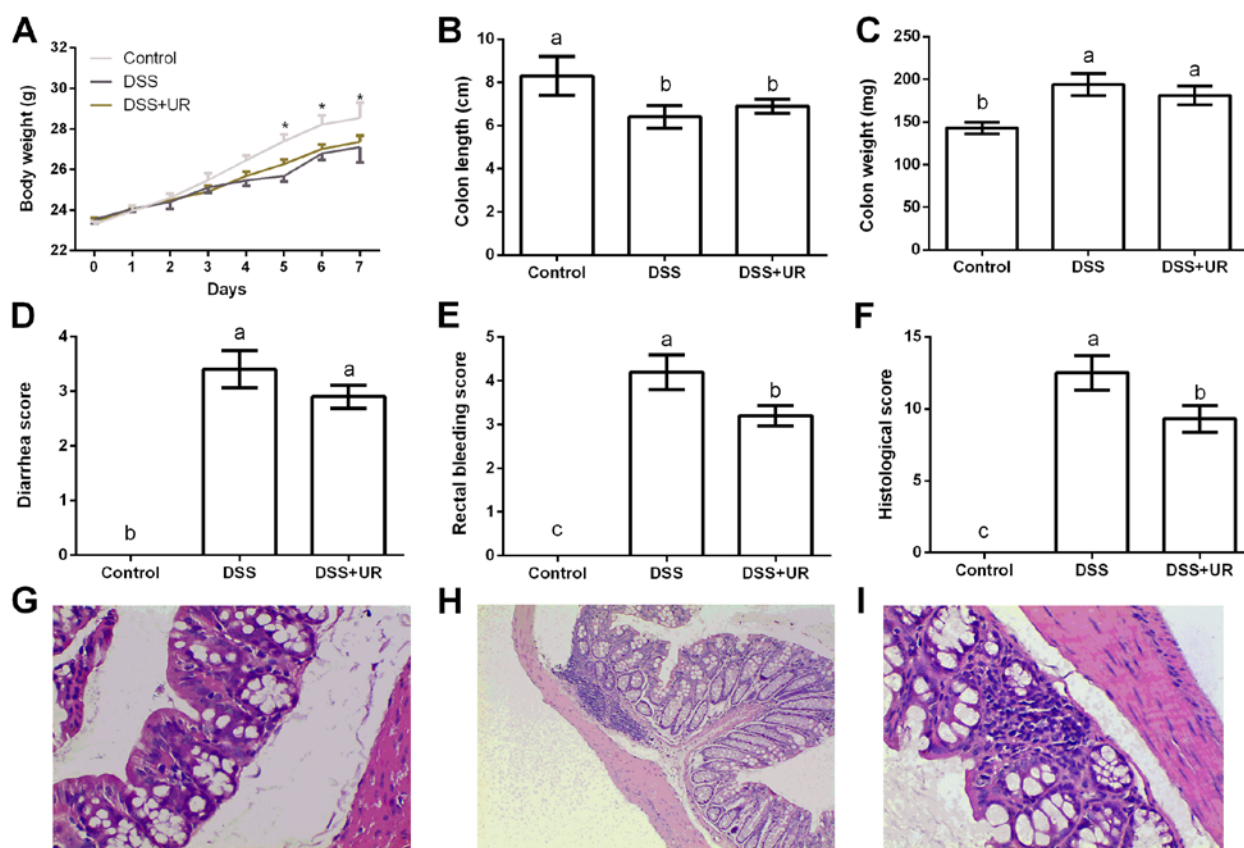 A
Body weight (g)
32
30
28
26
24
22
Control
DSS
DSS+UR
*
*
*
0 1 2 3 4 5 6 7
Days
B
Colon length (cm)
10
8
6
4
2
0
a
b
b
Control DSS DSS+UR
C
Colon weight (mg)
250
200
150
100
50
0
b
a
a
Control DSS DSS+UR
D
Diarrhea score
4
3
2
1
0
b
a
a
Control DSS DSS+UR
E
Rectal bleeding score
5
4
3
2
1
0
c
a
b
Control DSS DSS+UR
F
Histological score
15
10
5
0
c
a
b
Control DSS DSS+UR
G
H
I